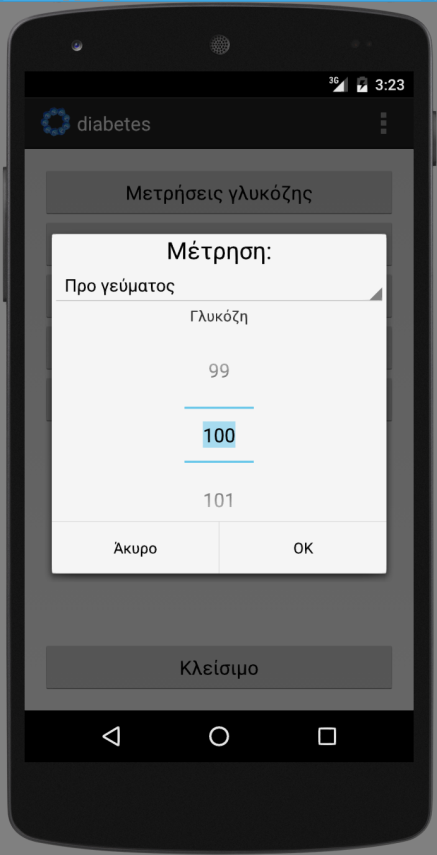 3G 3:23
diabetes
Μετρήσεις γλυκόζης
Μέτρηση:
Προ γεύματος
Γλυκόζη
99
100
101
Άκυρο OK
Κλείσιμο